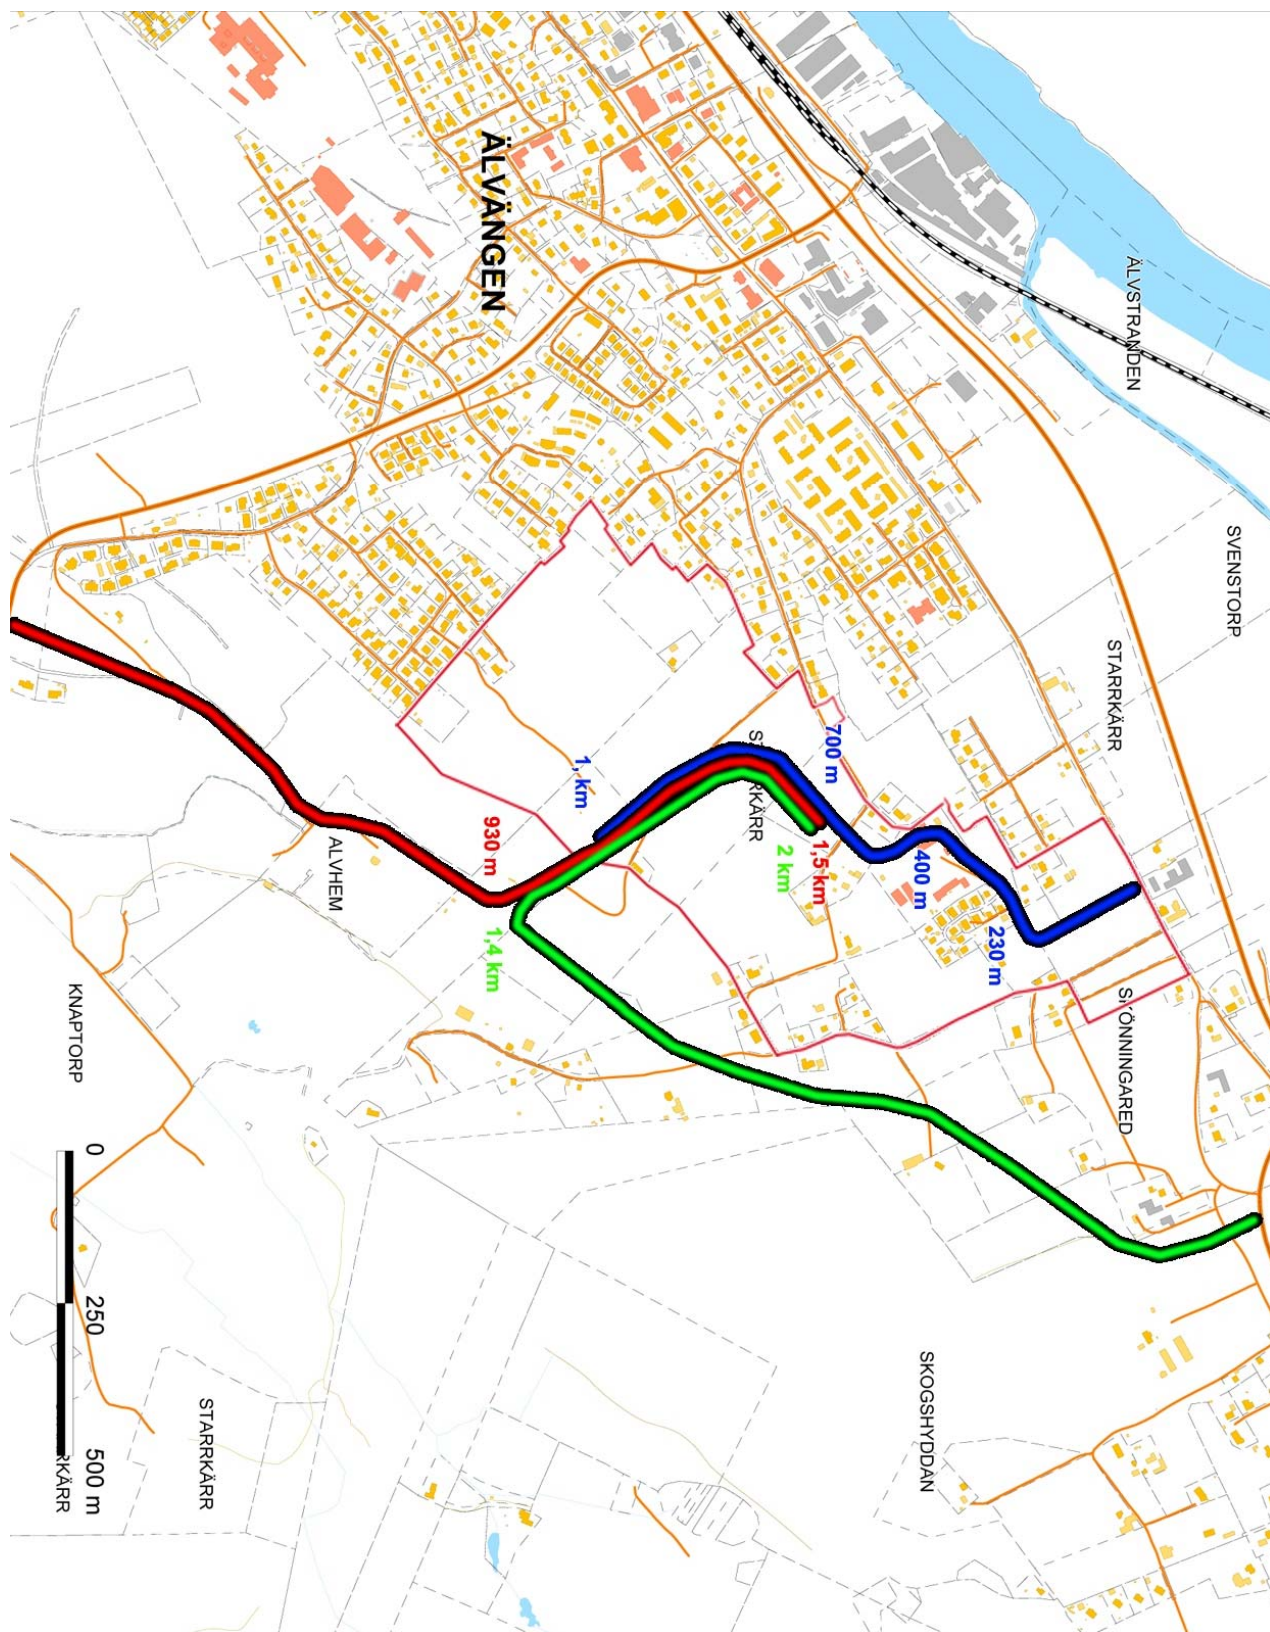 ÄLVÄNGEN
ÄLVSTRANDEN
SVENSTORP
STARRKÄRR
700 m
1, km
1,5 km
2 km
400 m
930 m
230 m
1,4 km
ALVHEM
KNAPTORP
SKOGSHYDDAN
STARRKÄRR
0
250
500 m
RKÄRR